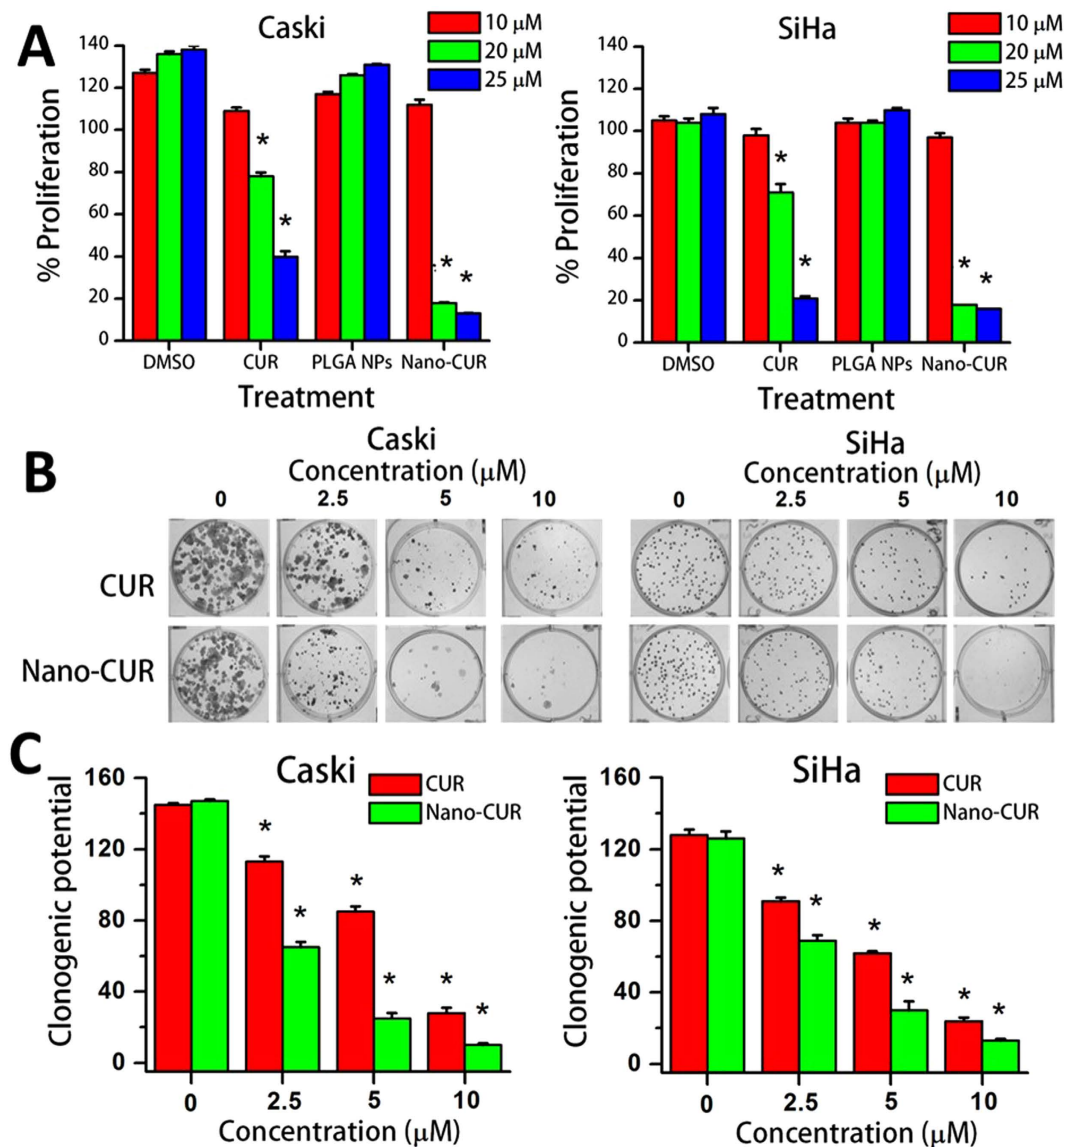 A
Caski
10 μM
20 μM
25 μM
% Proliferation
140
120
100
80
60
40
20
0
*
*
*
*
DMSO
CUR
PLGA NPs
Nano-CUR
Treatment
SiHa
10 μM
20 μM
25 μM
% Proliferation
140
120
100
80
60
40
20
0
*
*
*
*
DMSO
CUR
PLGA NPs
Nano-CUR
Treatment
B
Caski
Concentration (μM)
0
2.5
5
10
SiHa
Concentration (μM)
0
2.5
5
10
CUR
Nano-CUR
C
Caski
CUR
Nano-CUR
Clonogenic potential
160
120
80
40
0
*
*
*
*
*
*
0
2.5
5
10
Concentration (μM)
SiHa
CUR
Nano-CUR
Clonogenic potential
160
120
80
40
0
*
*
*
*
*
*
0
2.5
5
10
Concentration (μM)